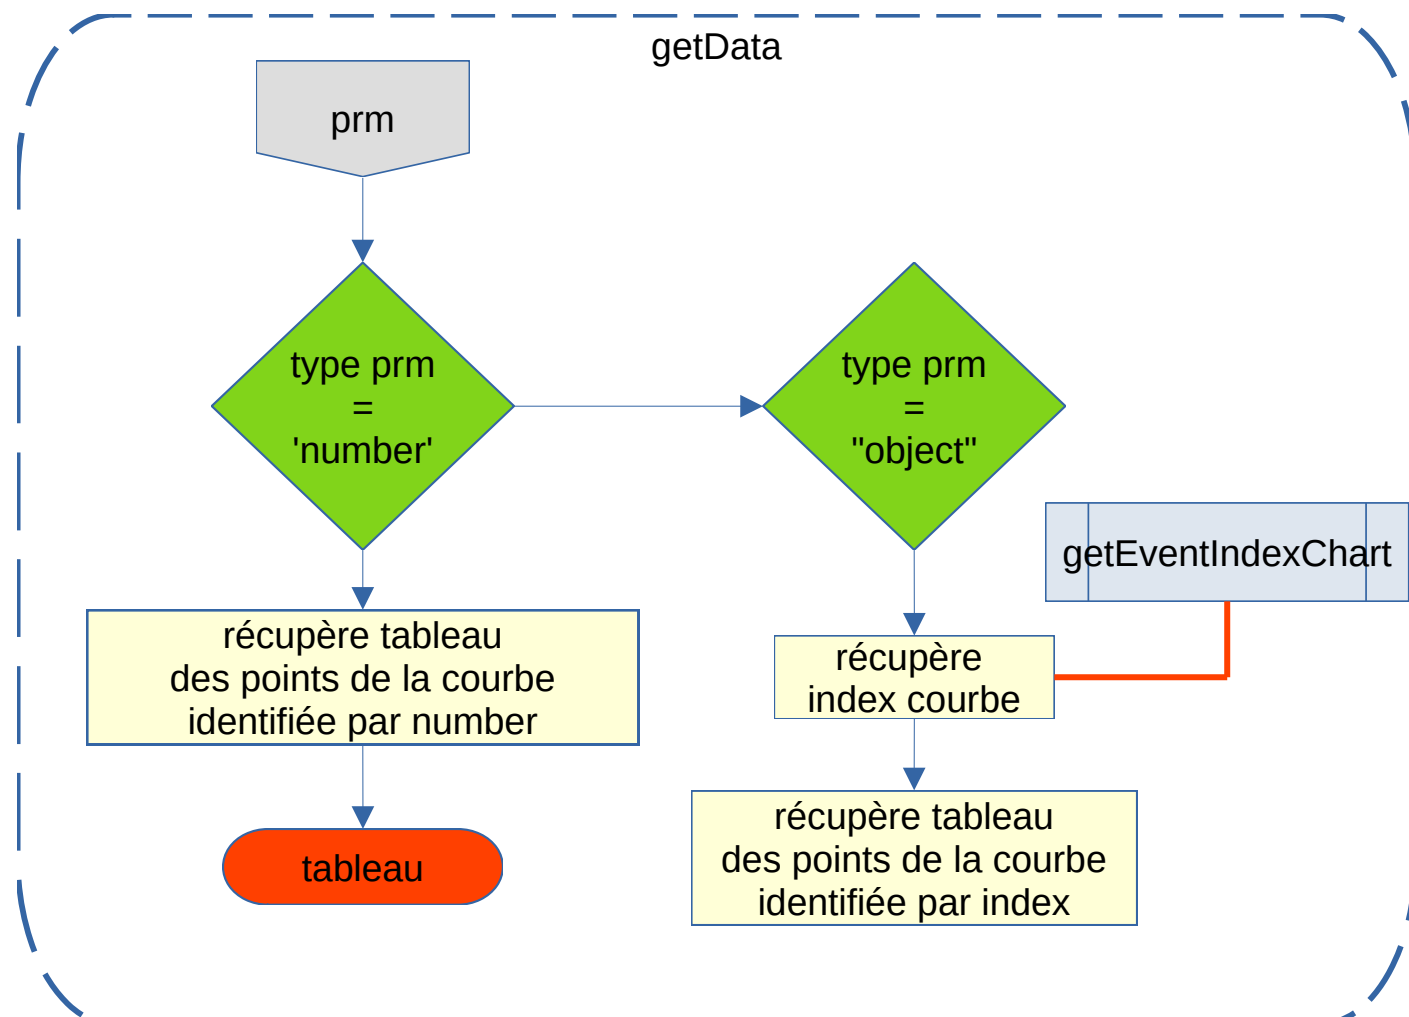 getData
prm
type prm
=
'number'
type prm
=
"object"
getEventIndexChart
récupère tableau
des points de la courbe
identifiée par number
récupère
index courbe
tableau
récupère tableau
des points de la courbe
identifiée par index